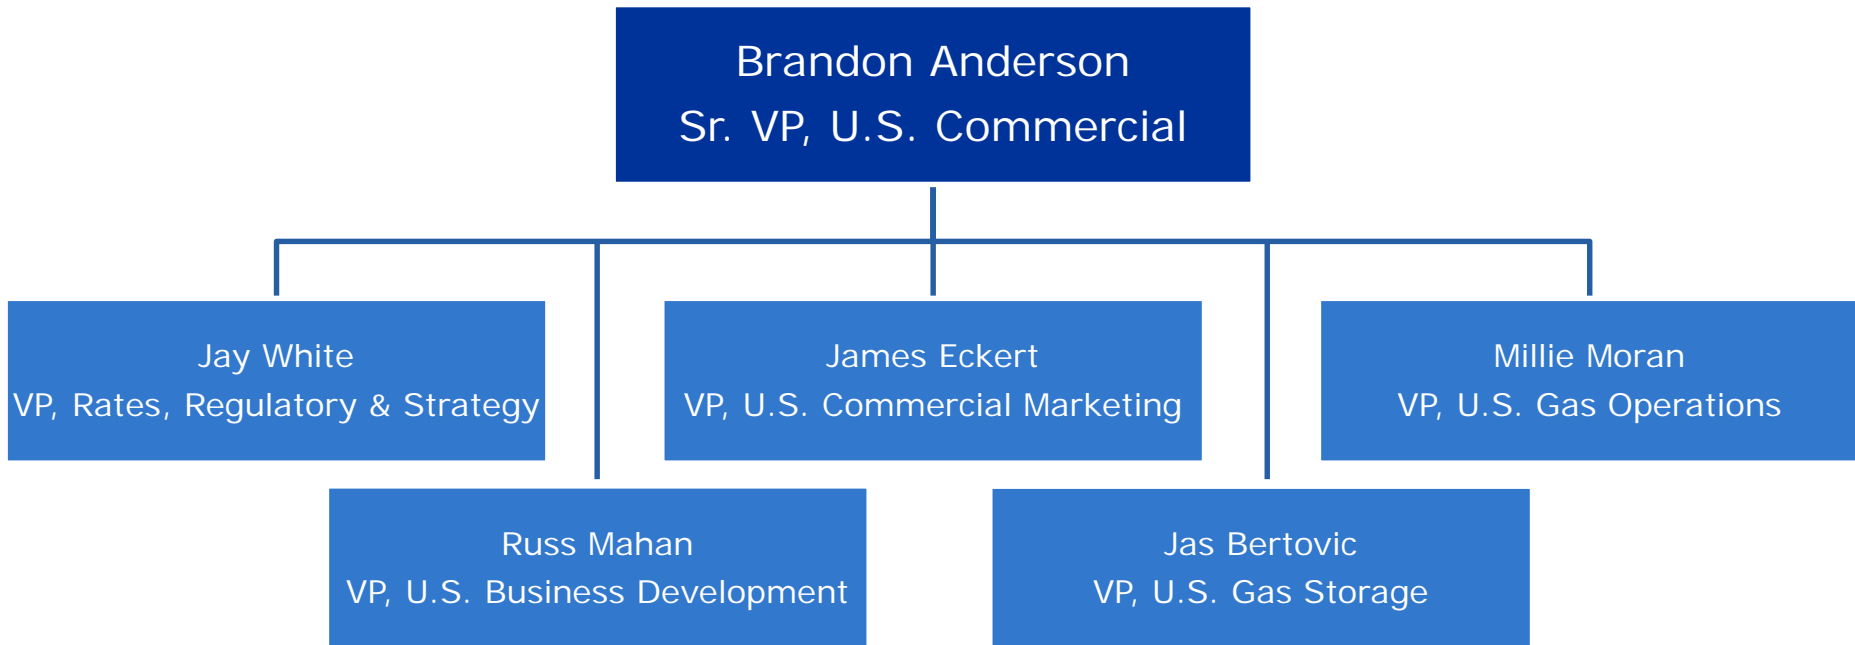 Brandon Anderson
Sr. VP, U.S. Commercial
Jay White
VP, Rates, Regulatory & Strategy
James Eckert
VP, U.S. Commercial Marketing
Millie Moran
VP, U.S. Gas Operations
Russ Mahan
VP, U.S. Business Development
Jas Bertovic
VP, U.S. Gas Storage